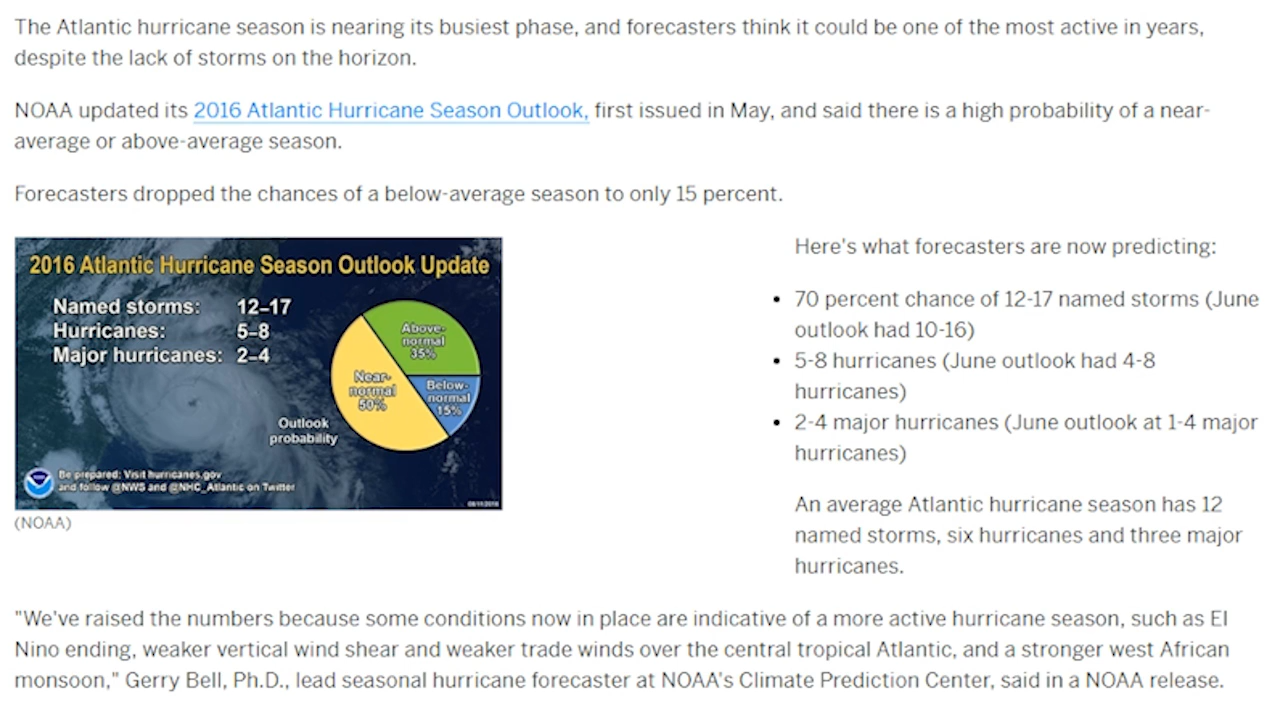 The Atlantic hurricane season is nearing its busiest phase, and forecasters think it could be one of the most active in years,
despite the lack of storms on the horizon.
NOAA updated its 2016 Atlantic Hurricane Season Outlook, first issued in May, and said there is a high probability of a near-
average or above-average season.
Forecasters dropped the chances of a below-average season to only 15 percent.
2016 Atlantic Hurricane Season Outlook Update
Named storms: 12–17
Hurricanes: 5–8
Major hurricanes: 2–4
Above-
normal
35%
Near-
normal
50%
Below-
normal
15%
Outlook
probability
Be prepared: Visit hurricanes.gov
and follow @NWS and @NHC_Atlantic on Twitter
(NOAA)
Here's what forecasters are now predicting:
• 70 percent chance of 12-17 named storms (June
outlook had 10-16)
• 5-8 hurricanes (June outlook had 4-8
hurricanes)
• 2-4 major hurricanes (June outlook at 1-4 major
hurricanes)
An average Atlantic hurricane season has 12
named storms, six hurricanes and three major
hurricanes.
"We've raised the numbers because some conditions now in place are indicative of a more active hurricane season, such as El
Nino ending, weaker vertical wind shear and weaker trade winds over the central tropical Atlantic, and a stronger west African
monsoon," Gerry Bell, Ph.D., lead seasonal hurricane forecaster at NOAA's Climate Prediction Center, said in a NOAA release.